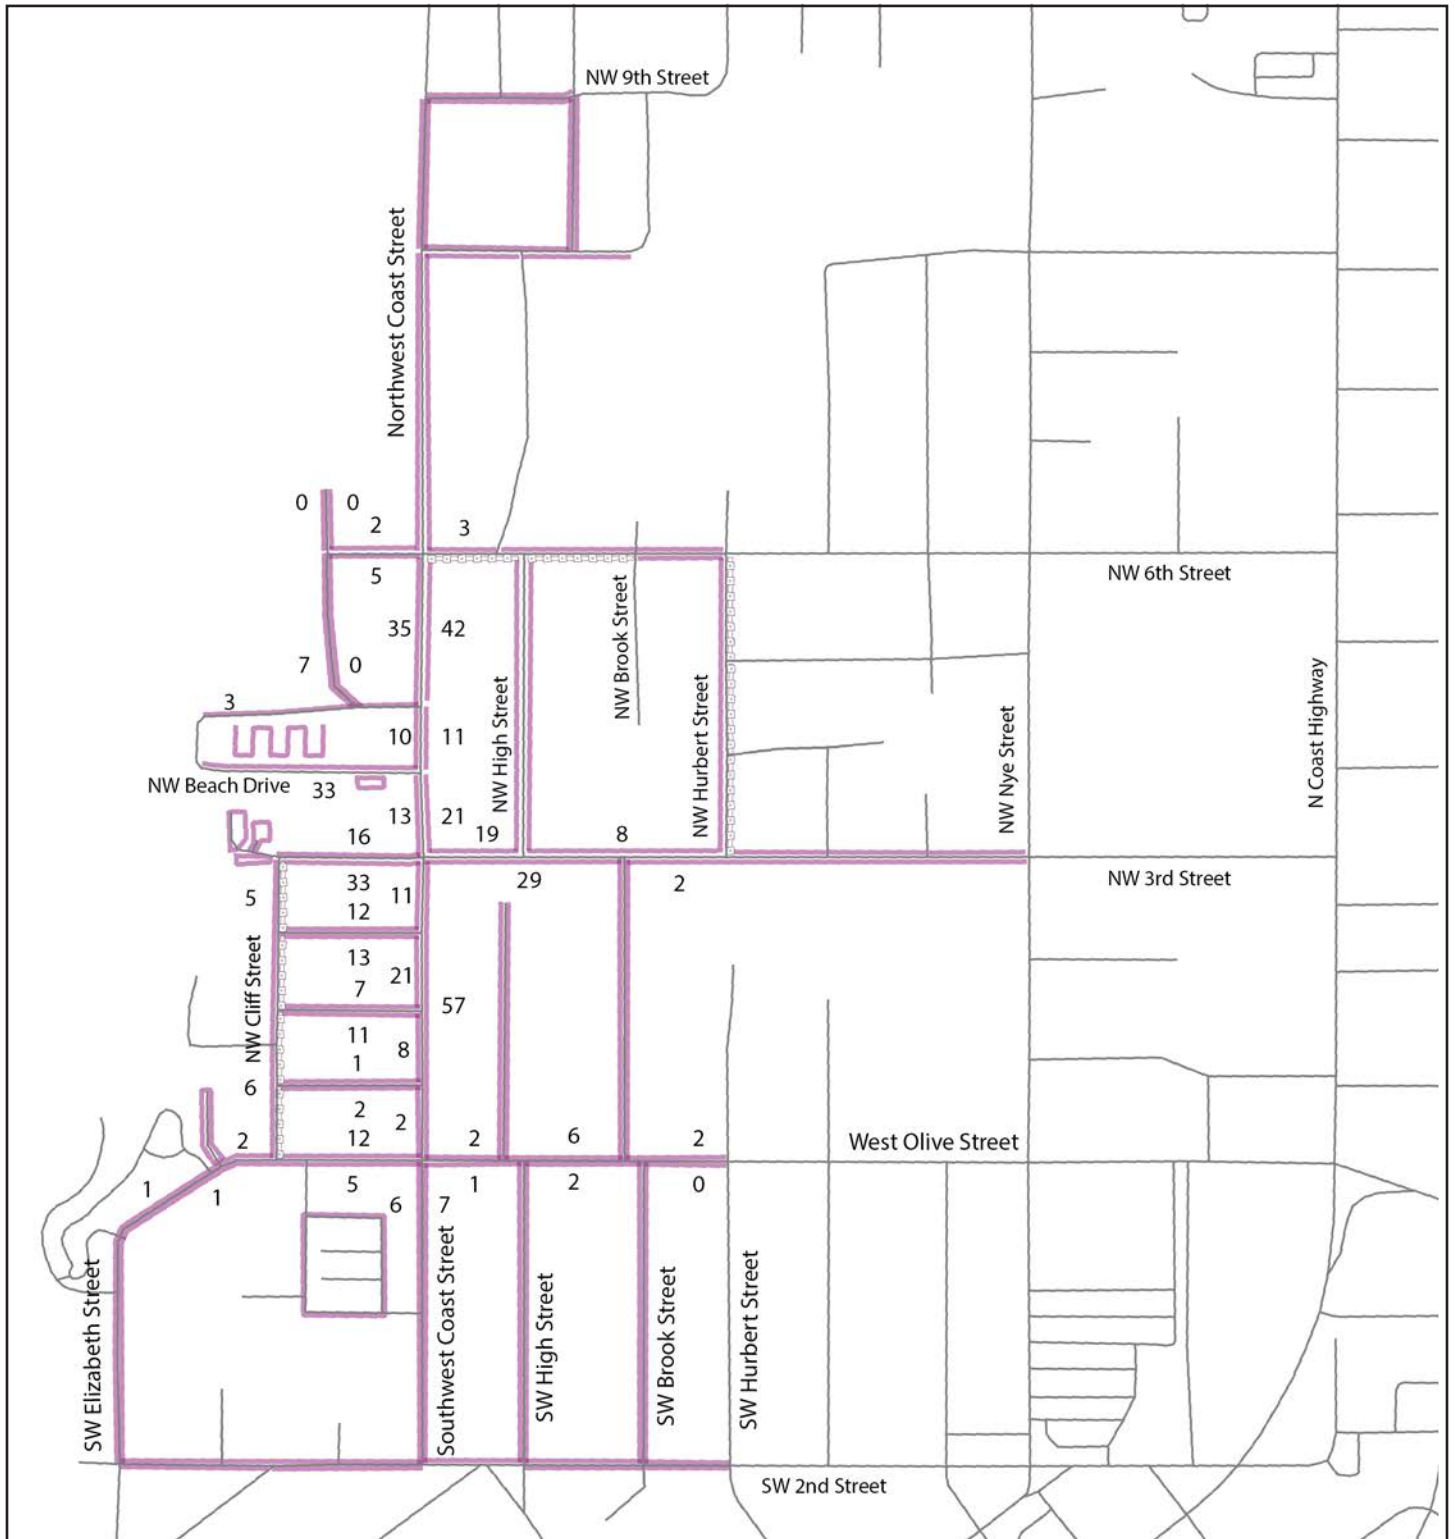 NW 9th Street
Northwest Coast Street
0
0
2
3
5
NW 6th Street
35
42
NW Brook Street
7
0
NW High Street
NW Hurbert Street
NW Nye Street
N Coast Highway
3
10
11
NW Beach Drive
33
13
21
16
19
8
33
29
2
NW 3rd Street
5
11
12
NW Cliff Street
13
21
7
57
11
8
1
6
2
2
12
2
2
6
2
West Olive Street
1
1
5
6
7
1
2
0
SW Elizabeth Street
Southwest Coast Street
SW High Street
SW Brook Street
SW Hurbert Street
SW 2nd Street